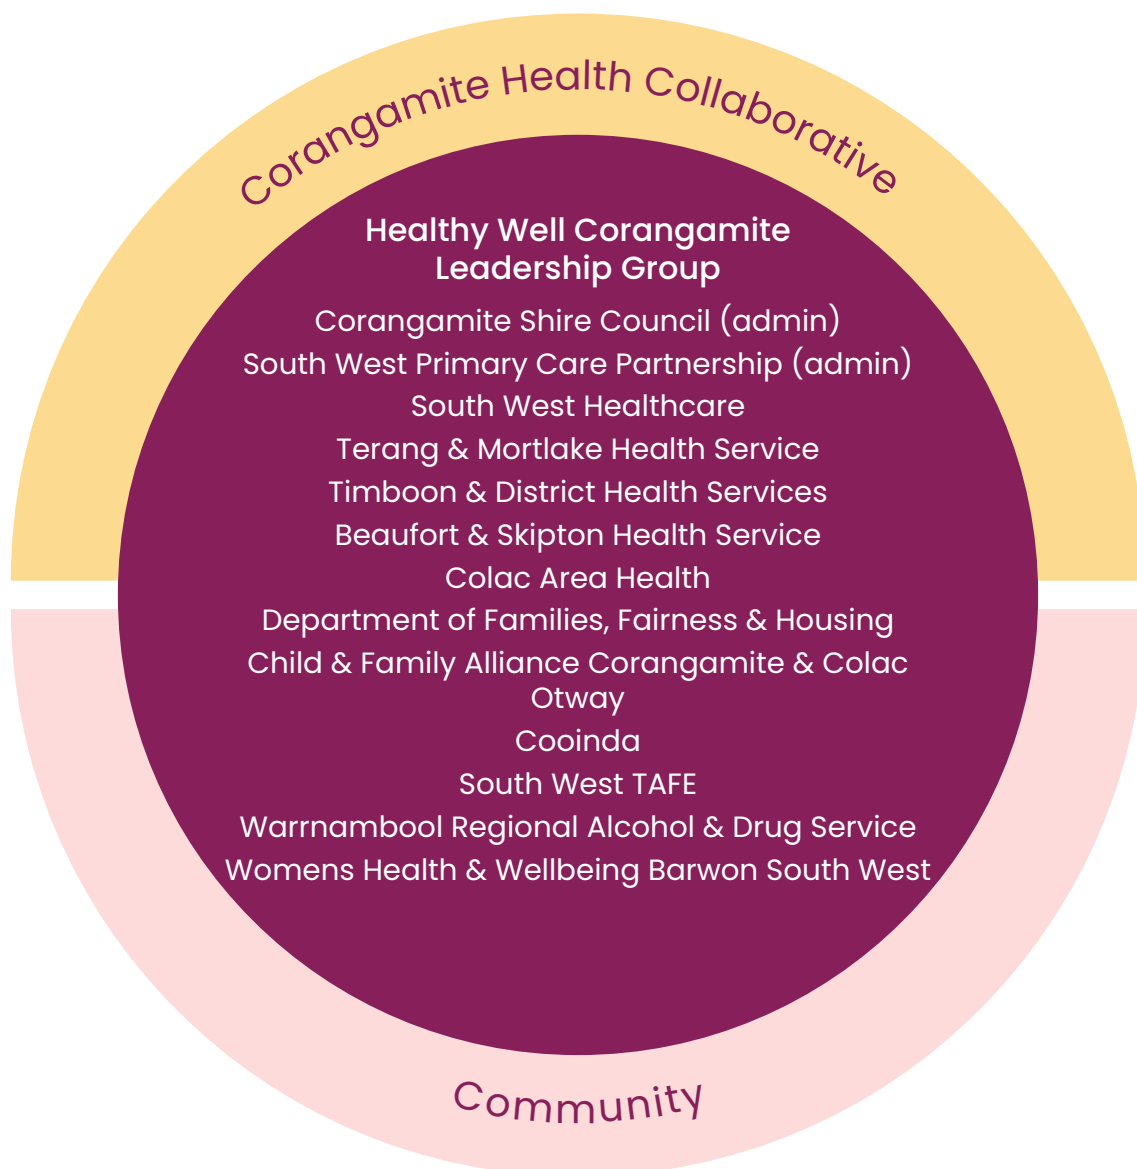 Corangamite Health Collaborative
Healthy Well Corangamite
Leadership Group
Corangamite Shire Council (admin)
South West Primary Care Partnership (admin)
South West Healthcare
Terang & Mortlake Health Service
Timboon & District Health Services
Beaufort & Skipton Health Service
Colac Area Health
Department of Families, Fairness & Housing
Child & Family Alliance Corangamite & Colac
Otway
Cooinda
South West TAFE
Warrnambool Regional Alcohol & Drug Service
Womens Health & Wellbeing Barwon South West
Community